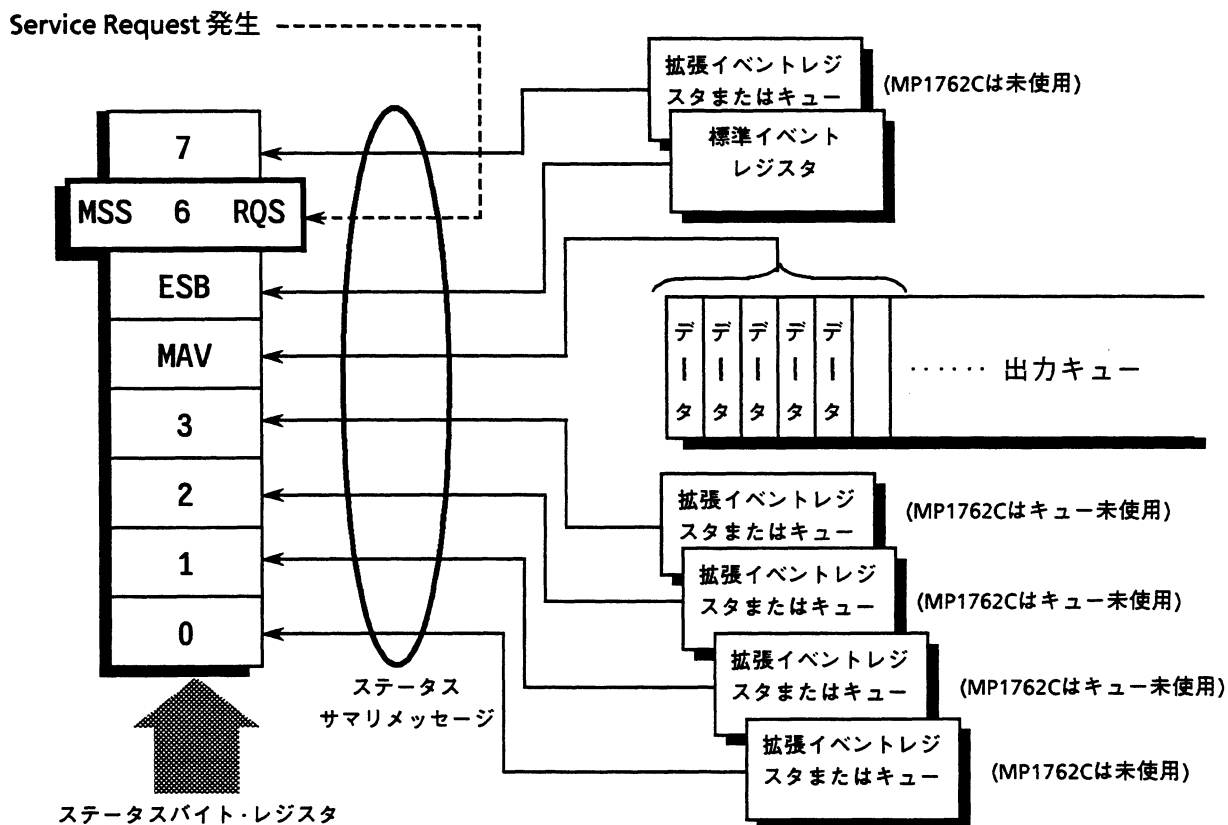 Service Request 発生
拡張イベントレジ
スタまたはキュー
(MP1762Cは未使用)
標準イベント
レジスタ
7
MSS 6 RQS
ESB
MAV
3
2
1
0
データ
データ
データ
データ
データ
‥‥‥ 出力キュー
拡張イベントレジ
スタまたはキュー
(MP1762Cはキュー未使用)
拡張イベントレジ
スタまたはキュー
(MP1762Cはキュー未使用)
拡張イベントレジ
スタまたはキュー
(MP1762Cはキュー未使用)
拡張イベントレジ
スタまたはキュー
(MP1762Cは未使用)
ステータス
サマリメッセージ
ステータスバイト・レジスタ